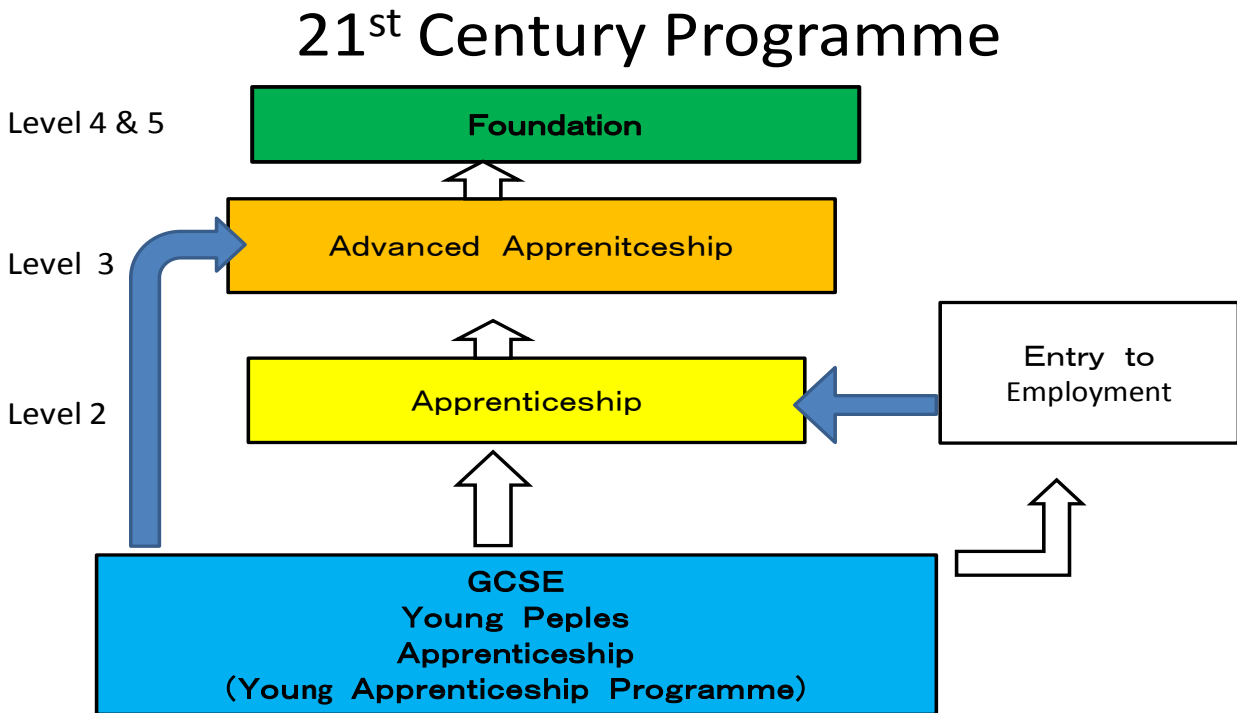 21st Century Programme
Level 4 & 5
Foundation
Level 3
Advanced Apprenitceship
Level 2
Apprenticeship
Entry to
Employment
GCSE
Young Peples
Apprenticeship
(Young Apprenticeship Programme)